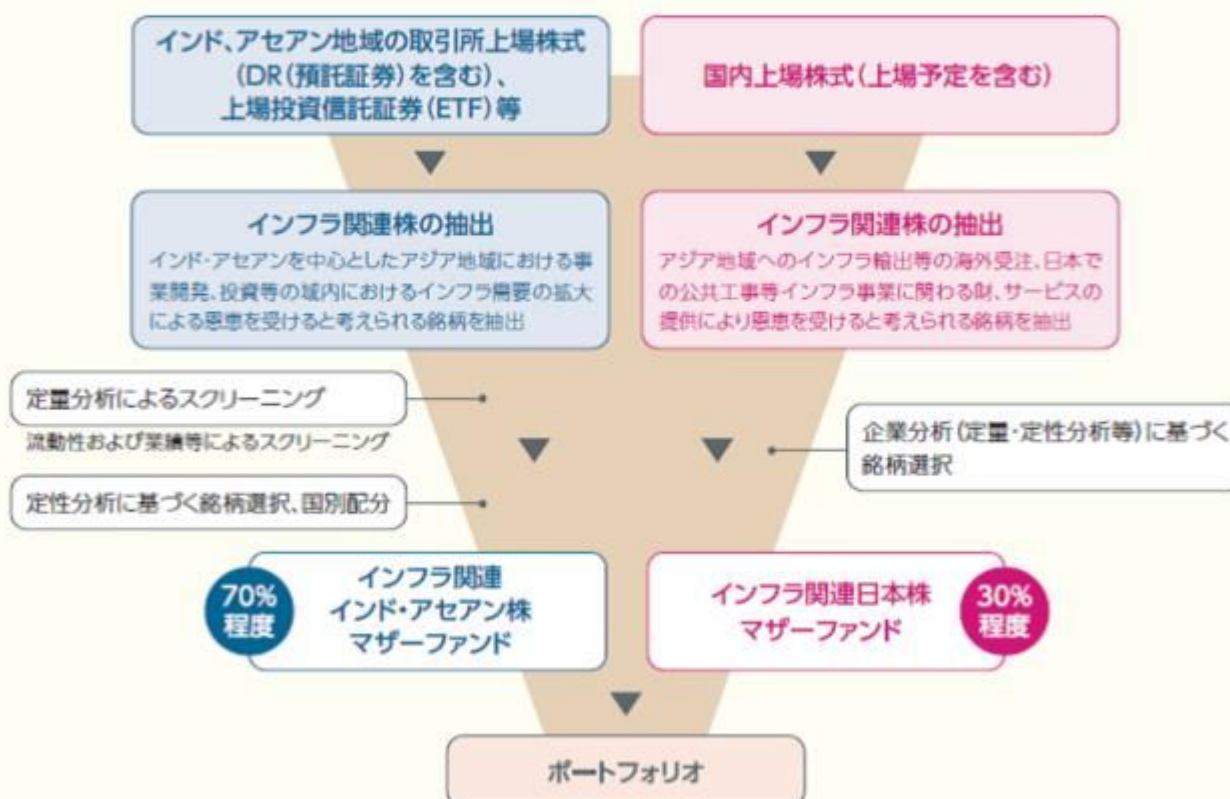 インド、アセアン地域の取引所上場株式
(DR(預託証券)を含む)、
上場投資信託証券(ETF)等
国内上場株式(上場予定を含む)
インフラ関連株の抽出
インド・アセアンを中心としたアジア地域における事
業開発、投資等の域内におけるインフラ需要の拡大
による恩恵を受けると考えられる銘柄を抽出
インフラ関連株の抽出
アジア地域へのインフラ輸出等の海外受注、日本で
の公共工事等インフラ事業に関わる財、サービスの
提供により恩恵を受けると考えられる銘柄を抽出
定量分析によるスクリーニング
流動性および業績等によるスクリーニング
定性分析に基づく銘柄選択、国別配分
企業分析(定量・定性分析等)に基づく
銘柄選択
70%
程度
インフラ関連
インド・アセアン株
マザーファンド
インフラ関連日本株
マザーファンド
30%
程度
ポートフォリオ